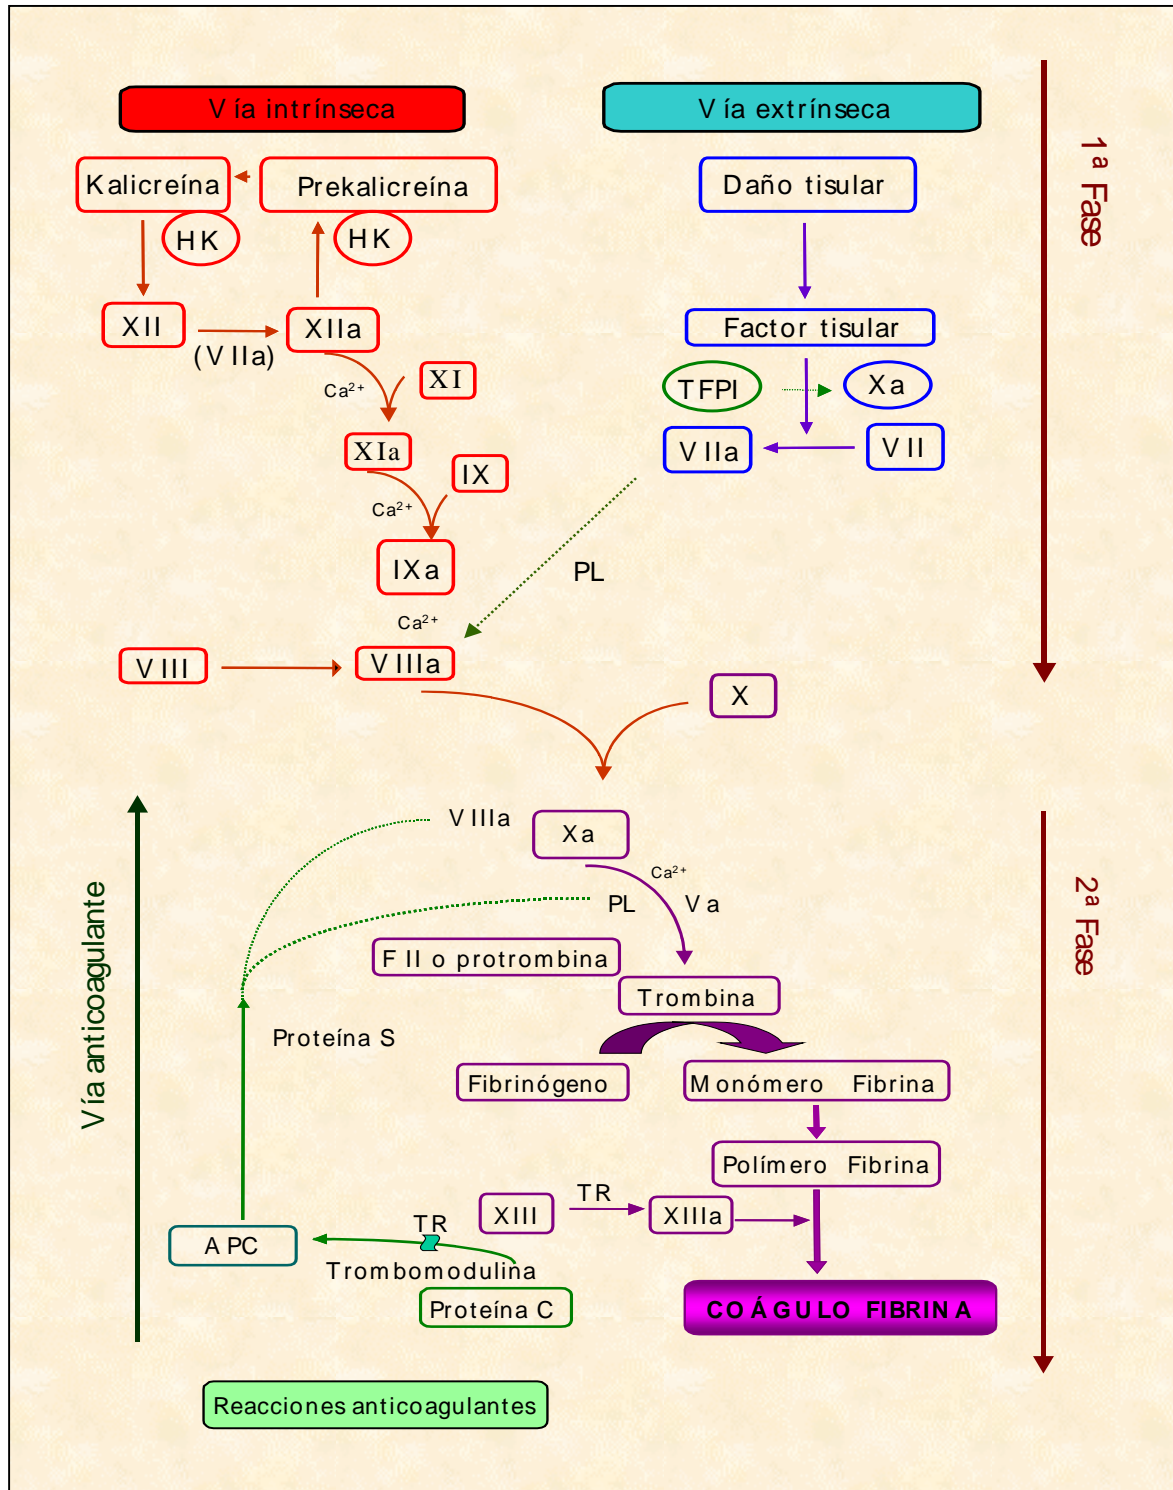 Vía intrínseca
Vía extrínseca
1ª Fase
Kalicreína
Prekalicreína
Daño tisular
HK
HK
XII
(VIIa)
XIIa
Factor tisular
Ca2+
XI
TFPI
Xa
XIa
IX
VIIa
VII
Ca2+
IXa
PL
Ca2+
VIII
VIIIa
X
VIIIa
Xa
Ca2+
PL
Va
2ª Fase
Vía anticoagulante
F II o protrombina
Trombina
Proteína S
Fibrinógeno
Monómero Fibrina
Polímero Fibrina
XIII
TR
XIIIa
APC
TR
Trombomodulina
Proteína C
COÁGULO FIBRINA
Reacciones anticoagulantes